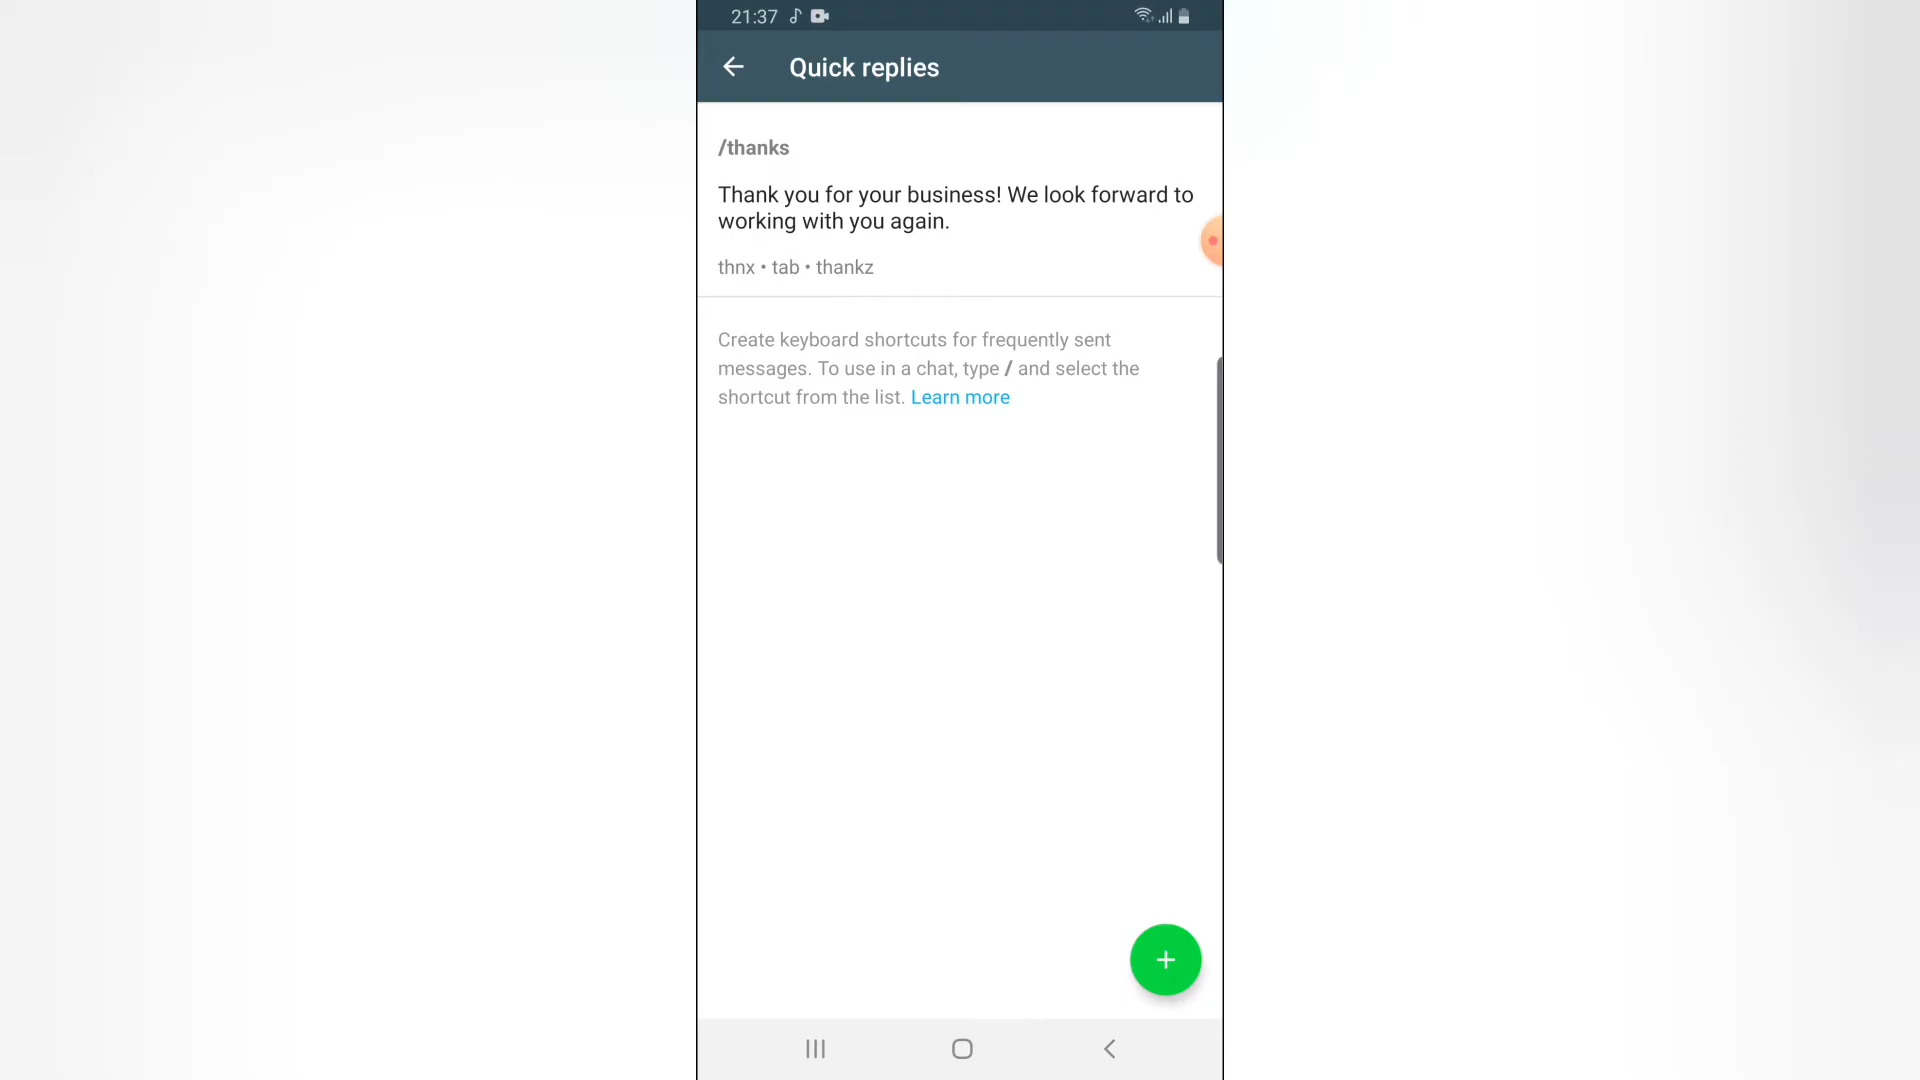 21:37
Quick replies
/thanks
Thank you for your business! We look forward to
working with you again.
thnx • tab • thankz
Create keyboard shortcuts for frequently sent
messages. To use in a chat, type / and select the
shortcut from the list. Learn more